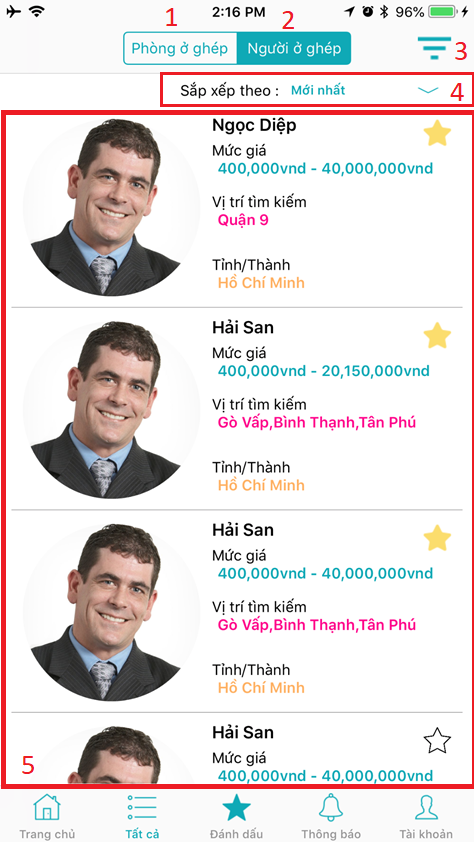 1
2:16 PM
2
96%
Phòng ở ghép
Người ở ghép
3
Sắp xếp theo :
Mới nhất
4
Ngọc Diệp
Mức giá
400,000vnd - 40,000,000vnd
Vị trí tìm kiếm
Quận 9
Tỉnh/Thành
Hồ Chí Minh
Hải San
Mức giá
400,000vnd - 20,150,000vnd
Vị trí tìm kiếm
Gò Vấp,Bình Thạnh,Tân Phú
Tỉnh/Thành
Hồ Chí Minh
Hải San
Mức giá
400,000vnd - 40,000,000vnd
Vị trí tìm kiếm
Gò Vấp,Bình Thạnh,Tân Phú
Tỉnh/Thành
Hồ Chí Minh
Hải San
Mức giá
400,000vnd - 40,000,000vnd
5
Trang chủ
Tất cả
Đánh dấu
Thông báo
Tài khoản